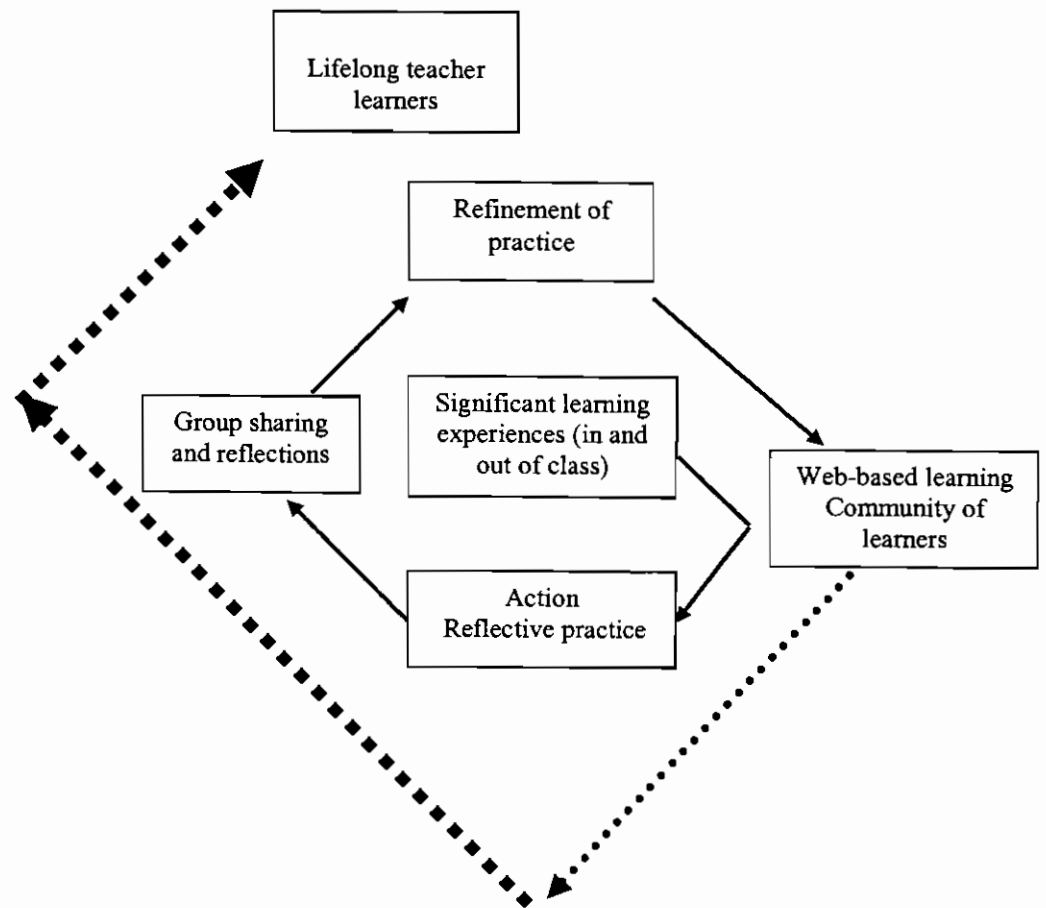 Lifelong teacher
learners
Refinement of
practice
Group sharing
and reflections
Significant learning
experiences (in and
out of class)
Web-based learning
Community of
learners
Action
Reflective practice